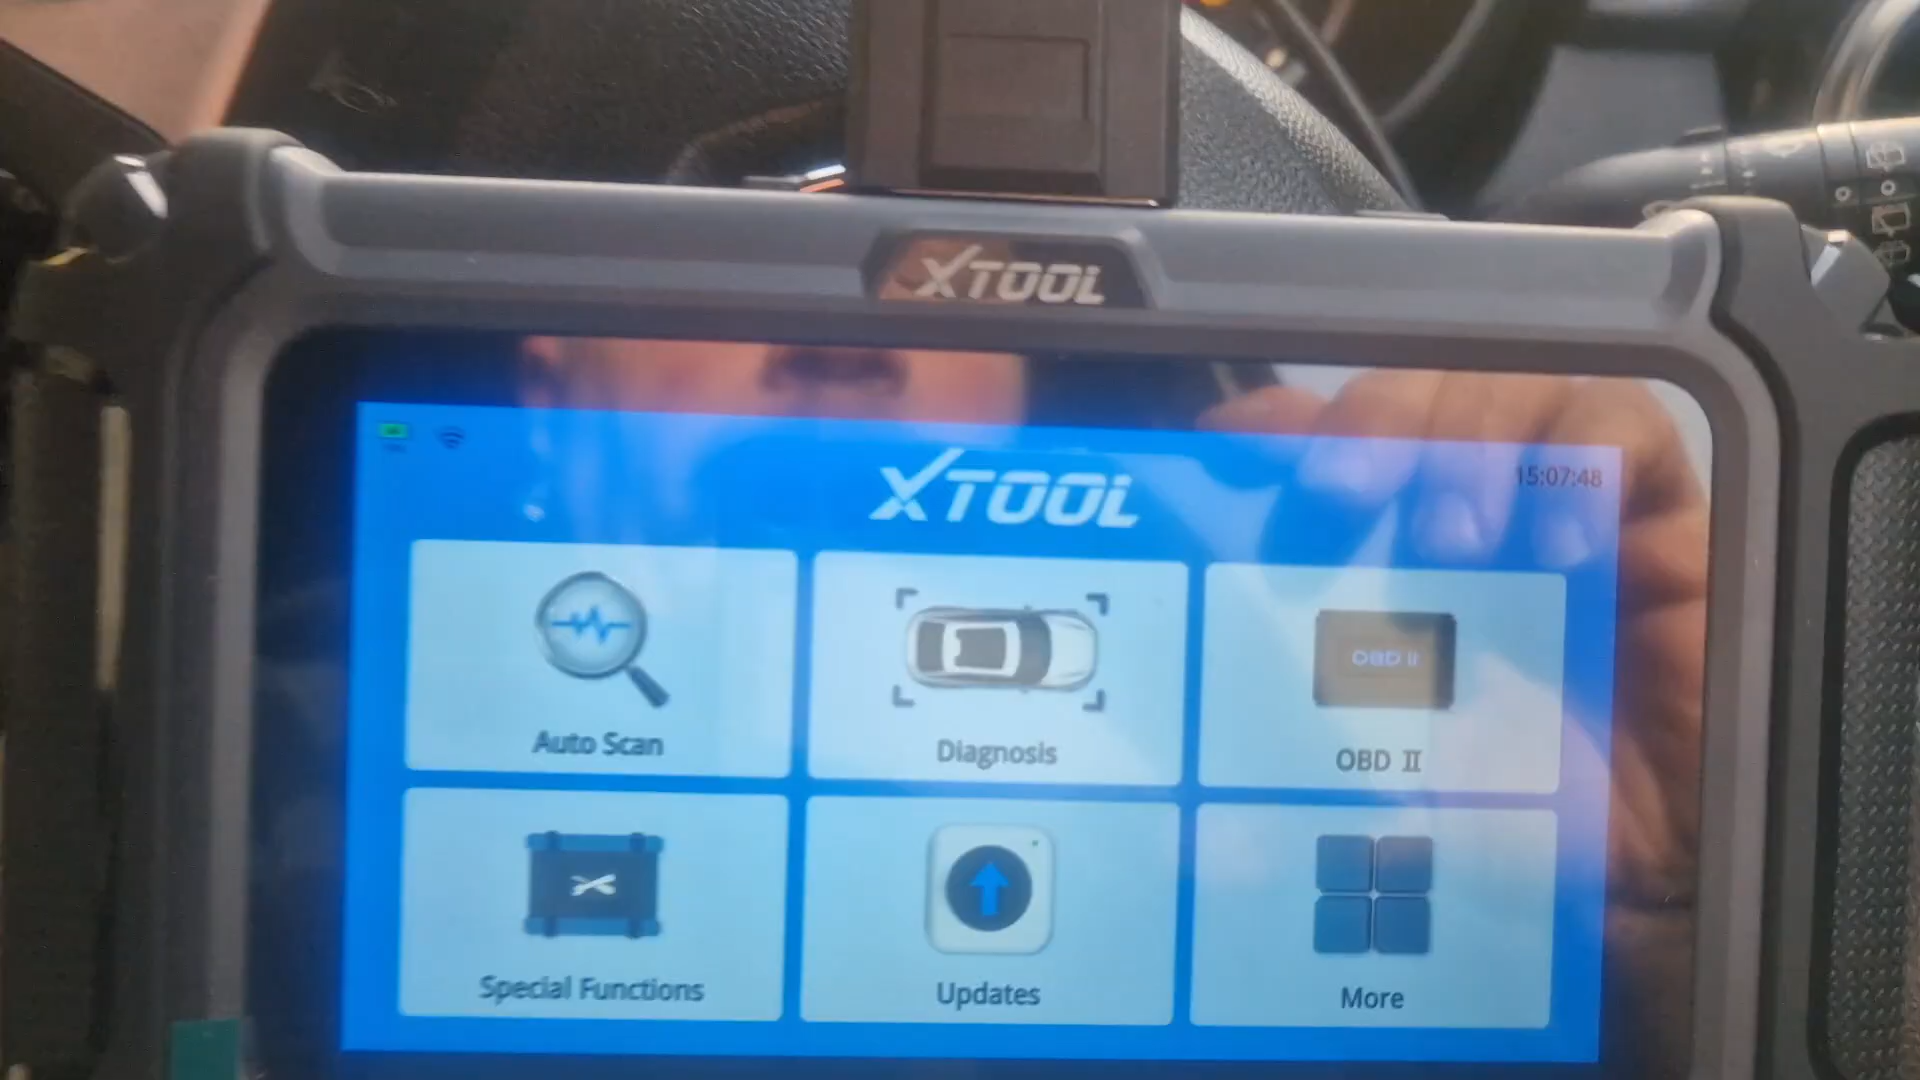 XTOOL
XTOOL
15:07:48
OBD II
Auto Scan
Diagnosis
OBD II
Special Functions
Updates
More